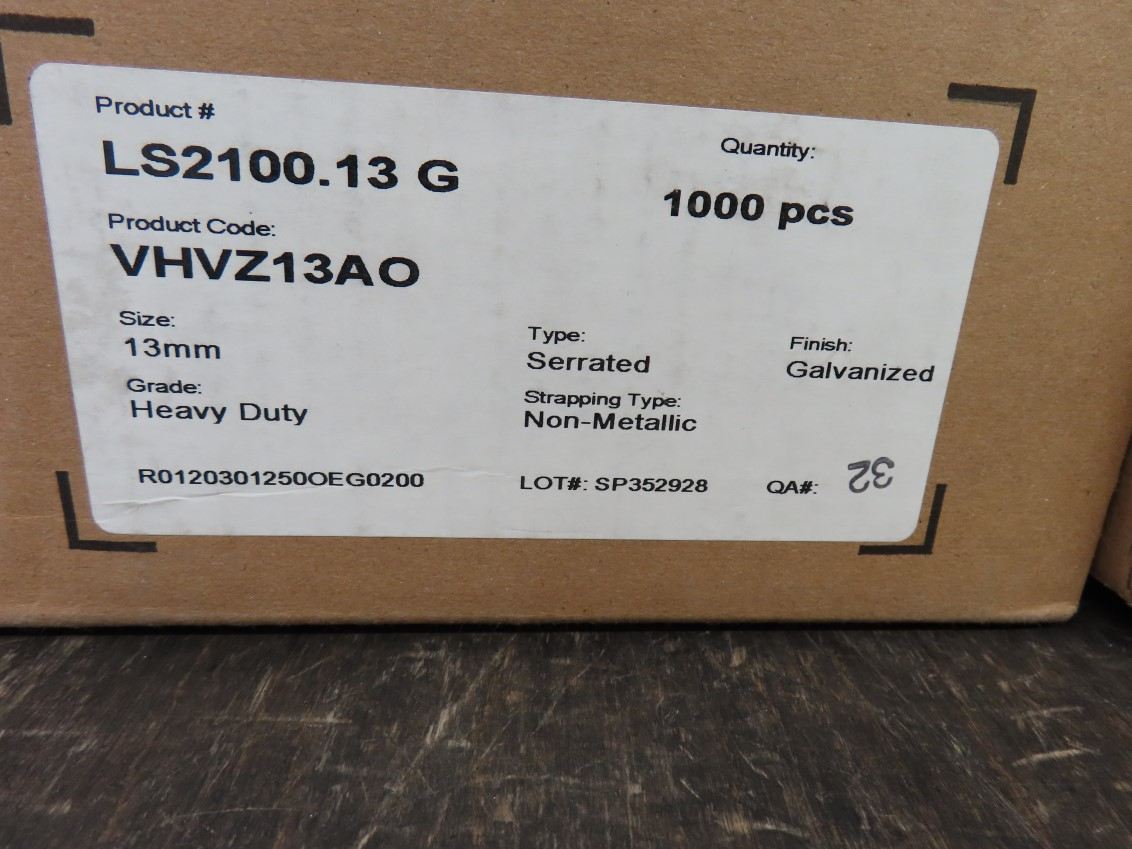 Product #
LS2100.13 G
Quantity:
1000 pcs
Product Code:
VHVZ13AO
Size:
13mm
Type:
Serrated
Finish:
Galvanized
Grade:
Heavy Duty
Strapping Type:
Non-Metallic
R0120301250OEG0200
LOT#: SP352928
QA#: 32